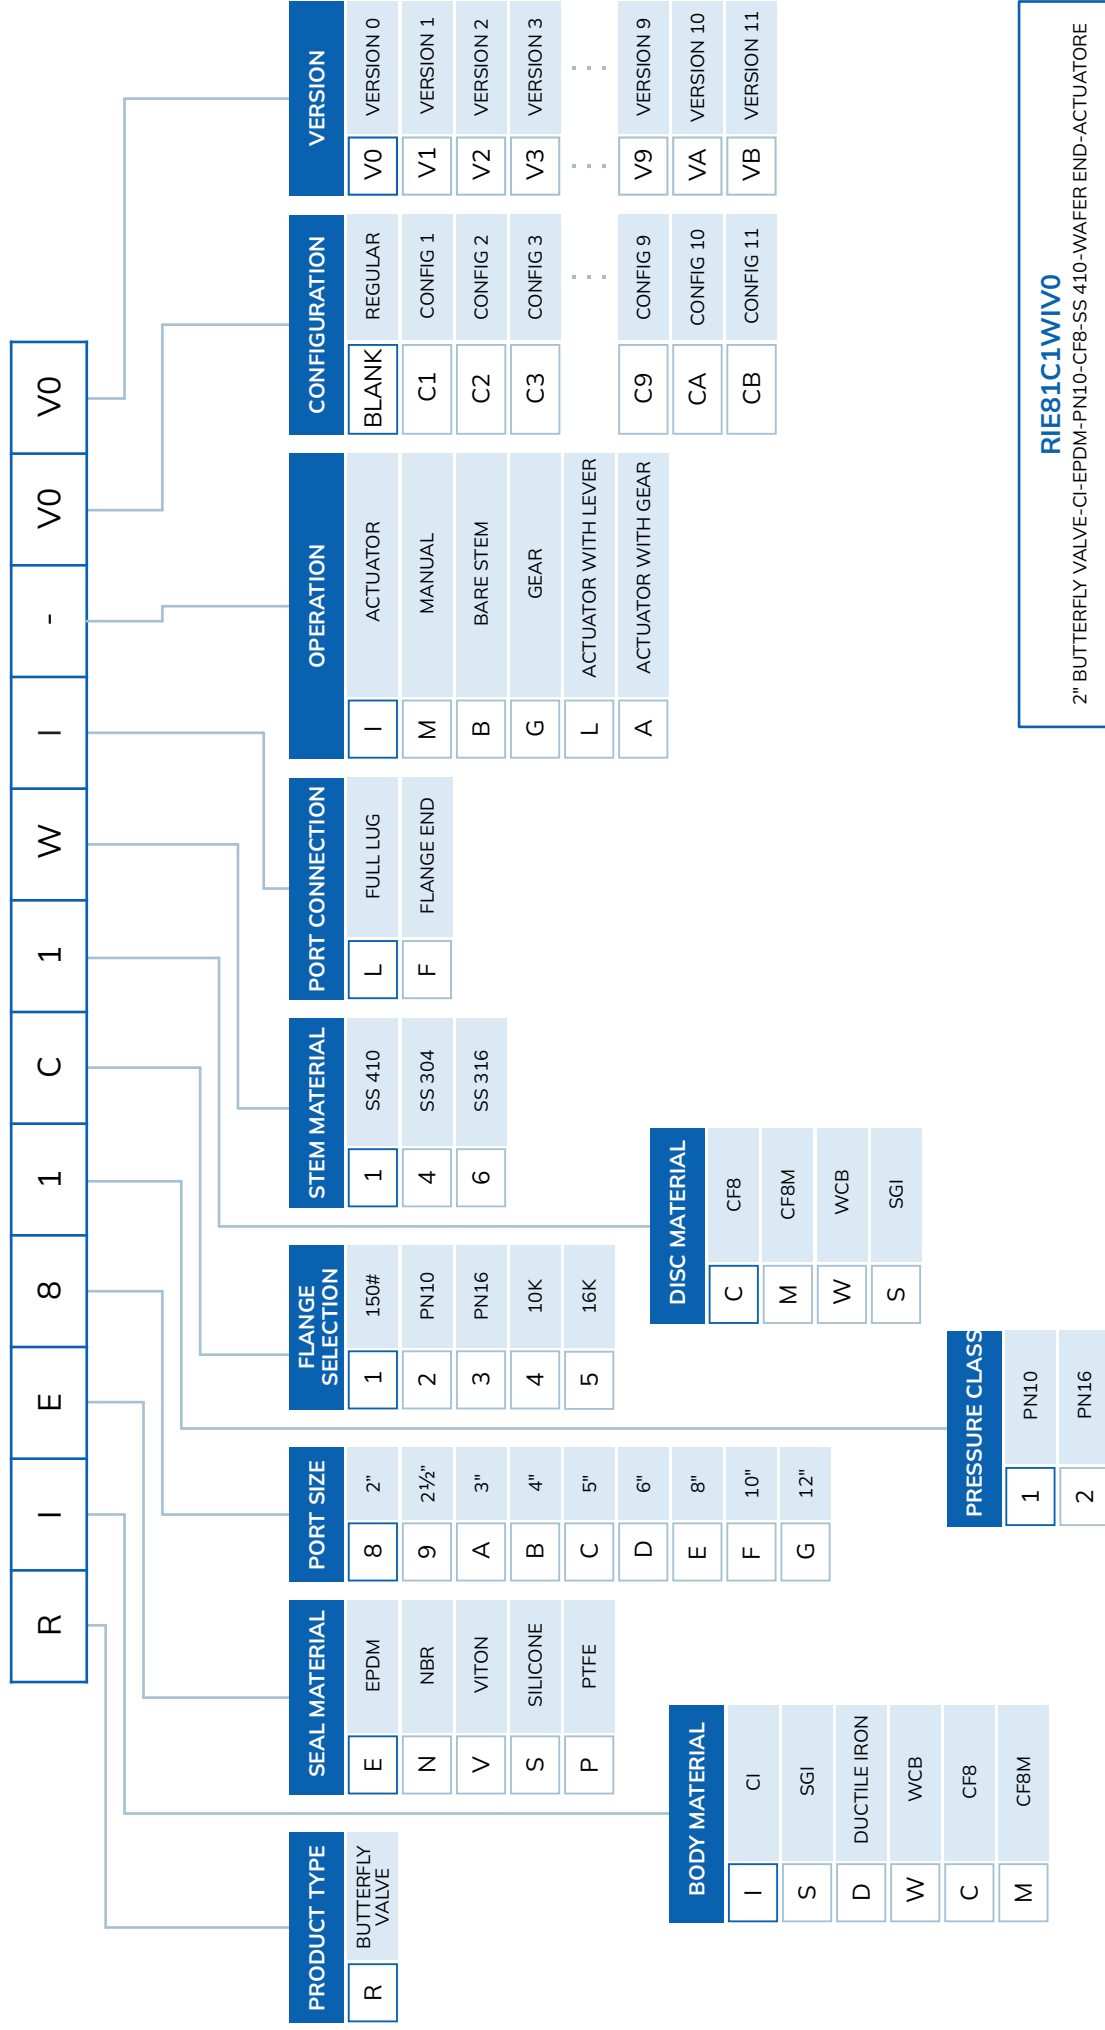 R I E 8 1 C 1 W I - V0 V0
PRODUCT TYPE
R BUTTERFLY
VALVE
BODY MATERIAL
I CI
S SGI
D DUCTILE IRON
W WCB
C CF8
M CF8M
SEAL MATERIAL
E EPDM
N NBR
V VITON
S SILICONE
P PTFE
PORT SIZE
8 2"
9 2½"
A 3"
B 4"
C 5"
D 6"
E 8"
F 10"
G 12"
PRESSURE CLASS
1 PN10
2 PN16
FLANGE
SELECTION
1 150#
2 PN10
3 PN16
4 10K
5 16K
DISC MATERIAL
C CF8
M CF8M
W WCB
S SGI
STEM MATERIAL
1 SS 410
4 SS 304
6 SS 316
PORT CONNECTION
L FULL LUG
F FLANGE END
OPERATION
I ACTUATOR
M MANUAL
B BARE STEM
G GEAR
L ACTUATOR WITH LEVER
A ACTUATOR WITH GEAR
CONFIGURATION
BLANK REGULAR
C1 CONFIG 1
C2 CONFIG 2
C3 CONFIG 3
...
C9 CONFIG 9
CA CONFIG 10
CB CONFIG 11
VERSION
V0 VERSION 0
V1 VERSION 1
V2 VERSION 2
V3 VERSION 3
... ...
V9 VERSION 9
VA VERSION 10
VB VERSION 11
RIE81C1WIV0
2" BUTTERFLY VALVE-CI-EPDM-PN10-CF8-SS 410-WAFER END-ACTUATORE